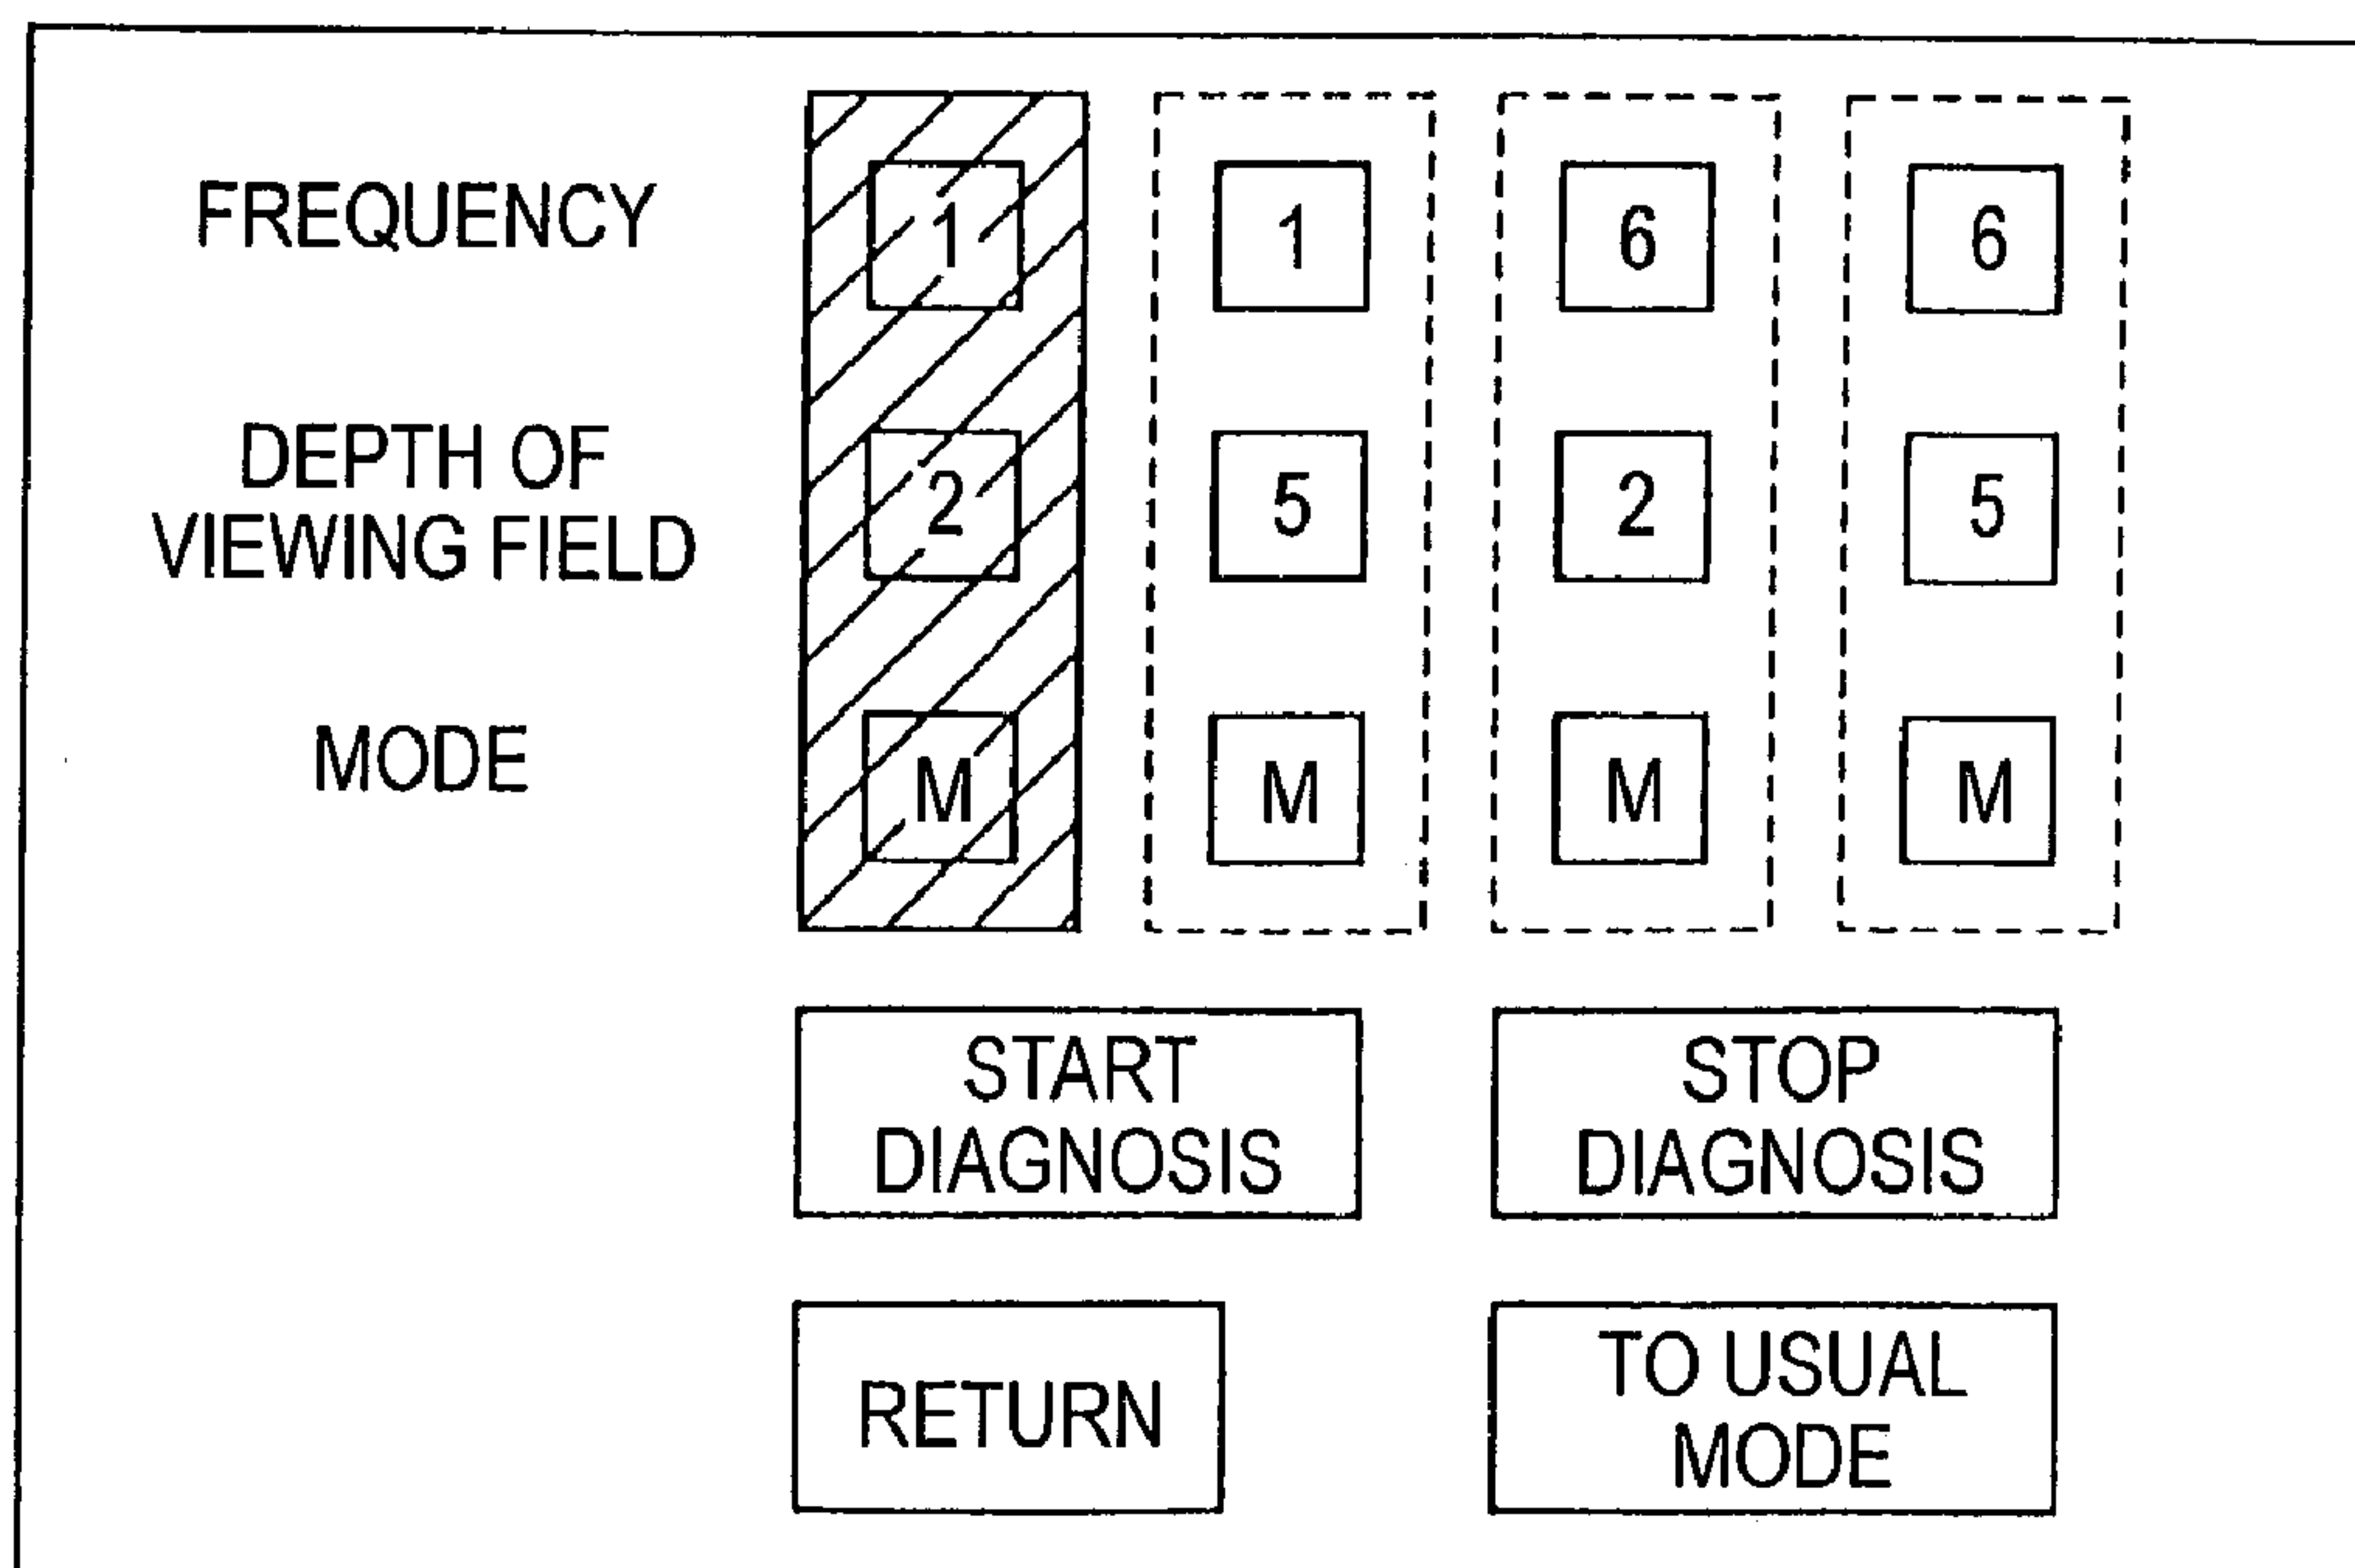 FREQUENCY 1 1 6 6
DEPTH OF
VIEWING FIELD 2 5 2 5
MODE M M M M
START
DIAGNOSIS
STOP
DIAGNOSIS
RETURN
TO USUAL
MODE